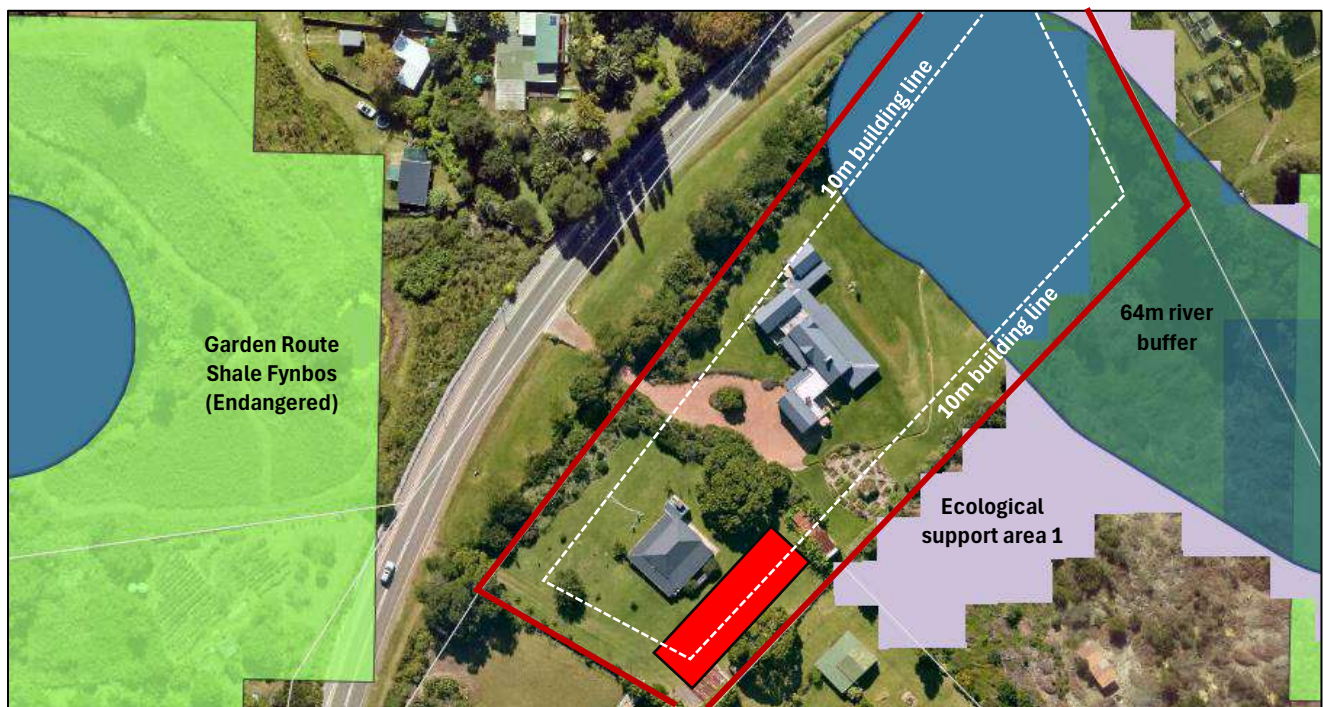 10m building line
64m river
buffer
Garden Route
Shale Fynbos
(Endangered)
10m building line
Ecological
support area 1